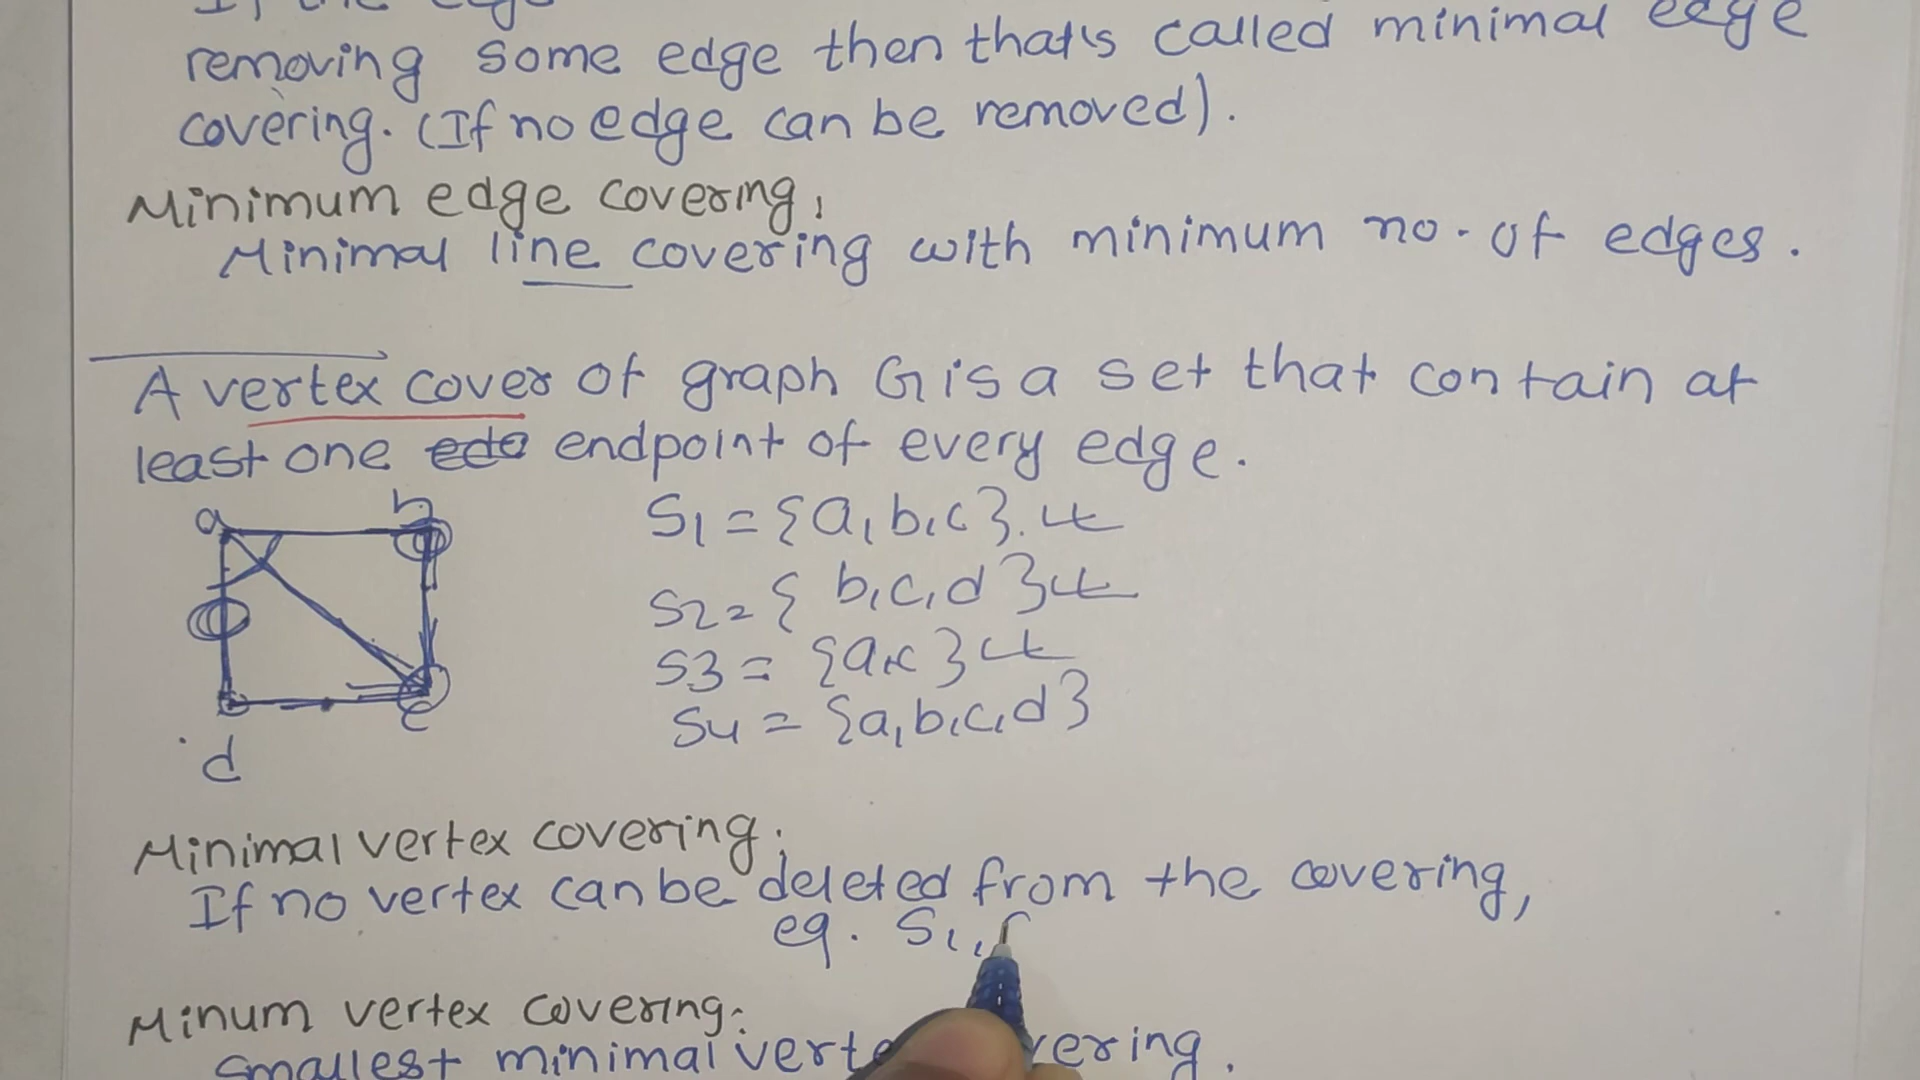 If the edge
removing some edge then that's called minimal edge
covering. (If no edge can be removed).
Minimum edge covering,
Minimal line covering with minimum no. of edges.
A vertex cover of graph G is a set that contain at
least one endpoint of every edge.
a b
S1 = {a, b, c}.
S2 = { b, c, d }
S3 = {a, c }
S4 = {a, b, c, d }
c
d
Minimal vertex covering:
If no vertex can be deleted from the covering,
eg. S1,
Minum vertex covering:
smallest minimal